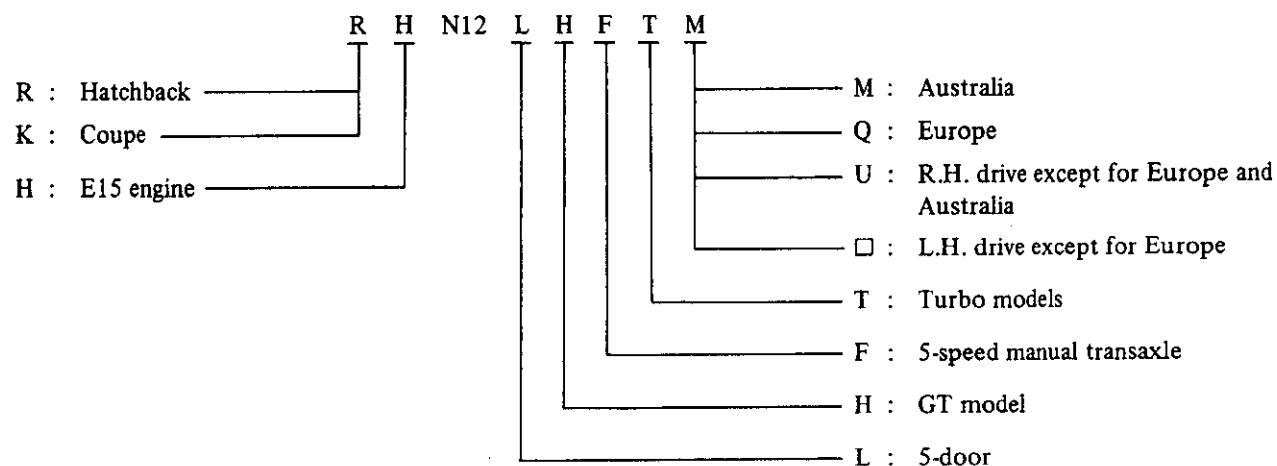 R H N12 L H F T M
R : Hatchback
K : Coupe
H : E15 engine
M : Australia
Q : Europe
U : R.H. drive except for Europe and
Australia
□ : L.H. drive except for Europe
T : Turbo models
F : 5-speed manual transaxle
H : GT model
L : 5-door